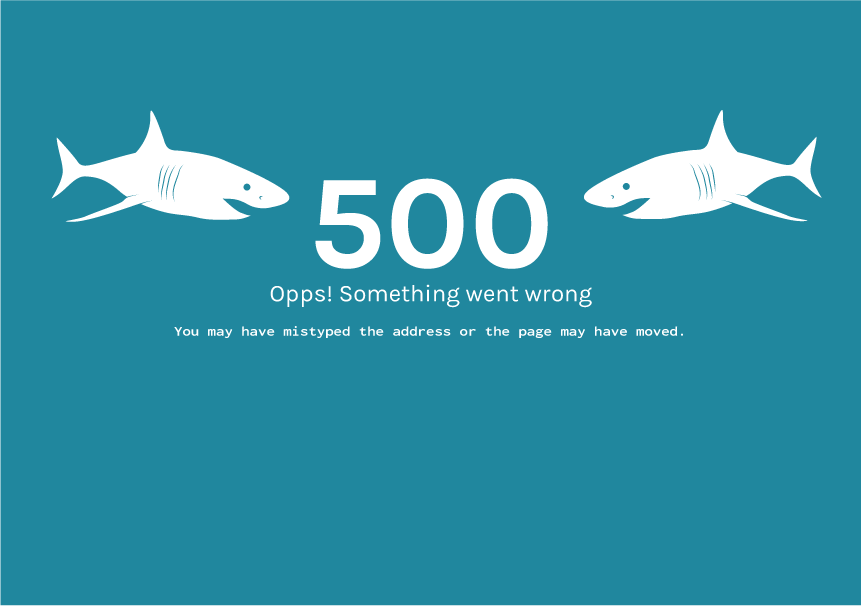 500
Opps! Something went wrong
You may have mistyped the address or the page may have moved.